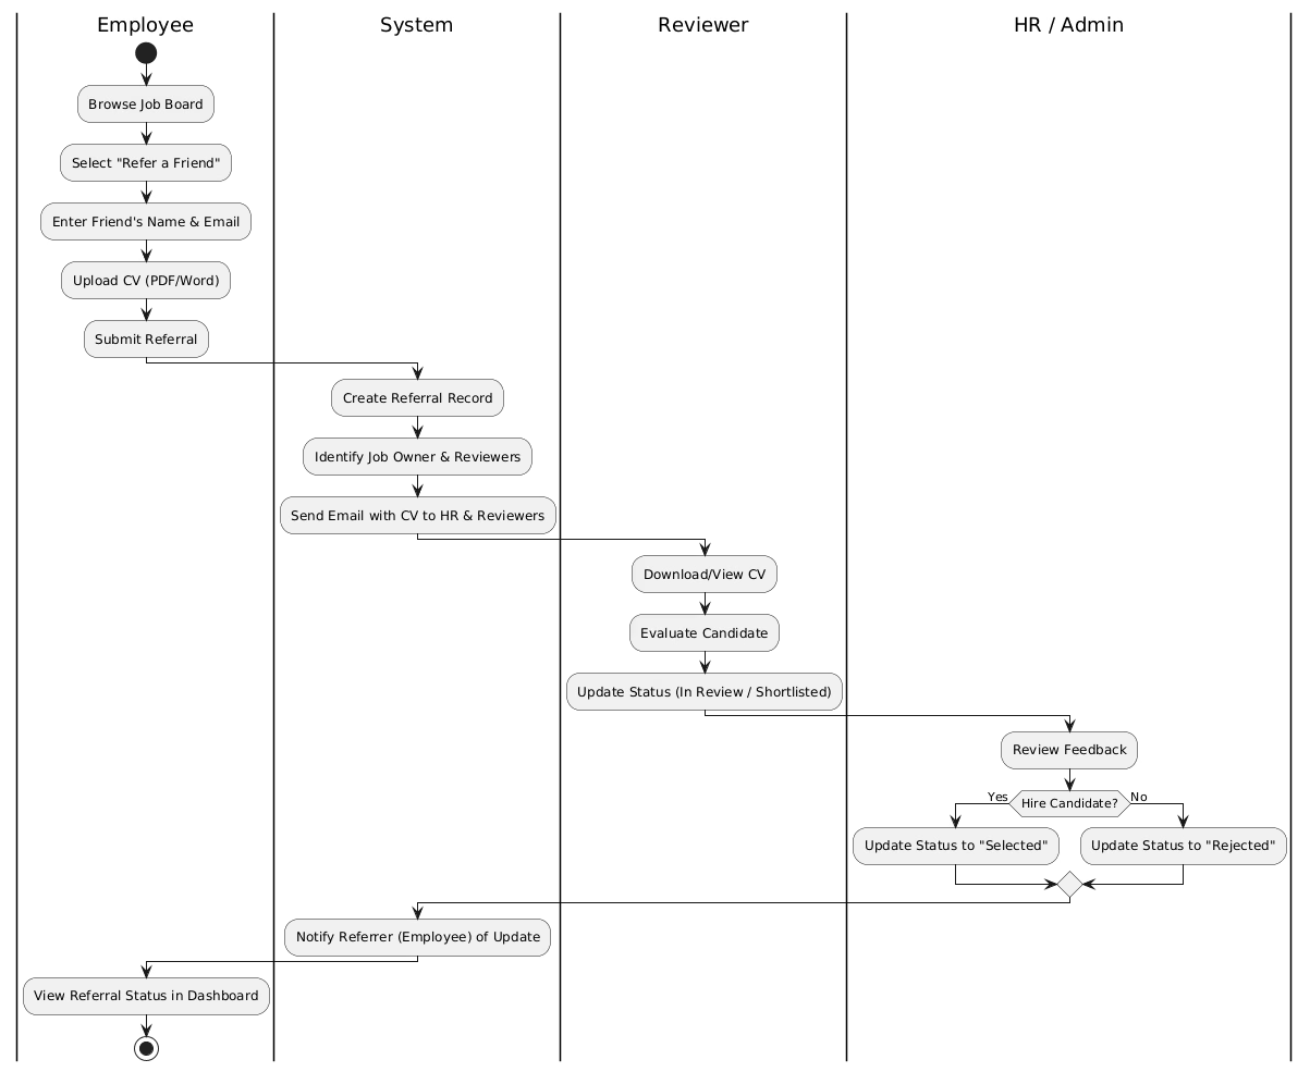 Employee
System
Reviewer
HR / Admin
Browse Job Board
Select "Refer a Friend"
Enter Friend's Name & Email
Upload CV (PDF/Word)
Submit Referral
Create Referral Record
Identify Job Owner & Reviewers
Send Email with CV to HR & Reviewers
Download/View CV
Evaluate Candidate
Update Status (In Review / Shortlisted)
Review Feedback
Yes
Hire Candidate?
No
Update Status to "Selected"
Update Status to "Rejected"
Notify Referrer (Employee) of Update
View Referral Status in Dashboard